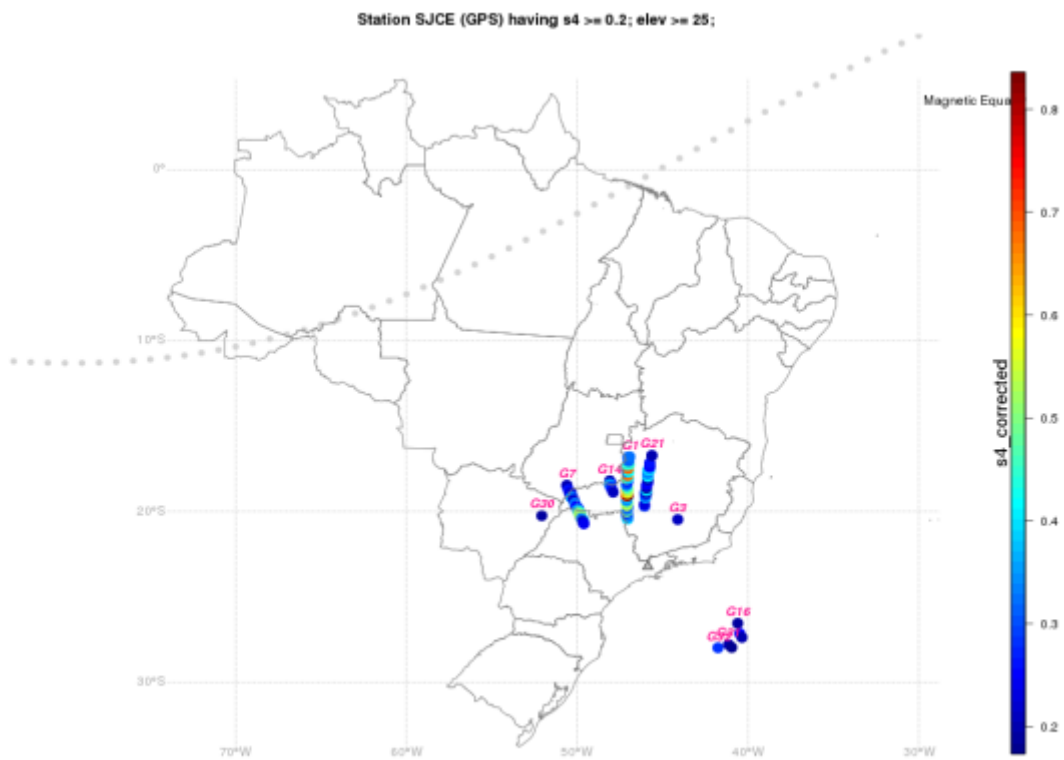 Station SJCE (GPS) having s4 >= 0.2; elev >= 25;
Magnetic Equa
0.8
0°
0.7
0.6
10°S
s4_corrected
0.5
G1 G21
G7 G14
0.4
G30 G3
20°S
0.3
G16
30°S
0.2
70°W 60°W 50°W 40°W 30°W